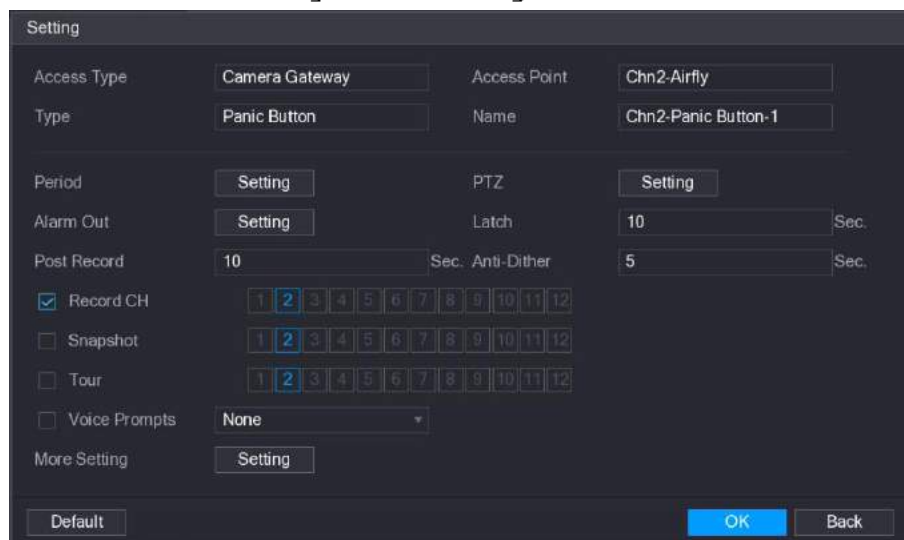 Setting
Access Type Camera Gateway Access Point Chn2-Airfly
Type Panic Button Name Chn2-Panic Button-1
Period Setting PTZ Setting
Alarm Out Setting Latch 10 Sec.
Post Record 10 Sec. Anti-Dither 5 Sec.
Record CH 1 2 3 4 5 6 7 8 9 10 11 12
Snapshot 1 2 3 4 5 6 7 8 9 10 11 12
Tour 1 2 3 4 5 6 7 8 9 10 11 12
Voice Prompts None
More Setting Setting
Default OK Back